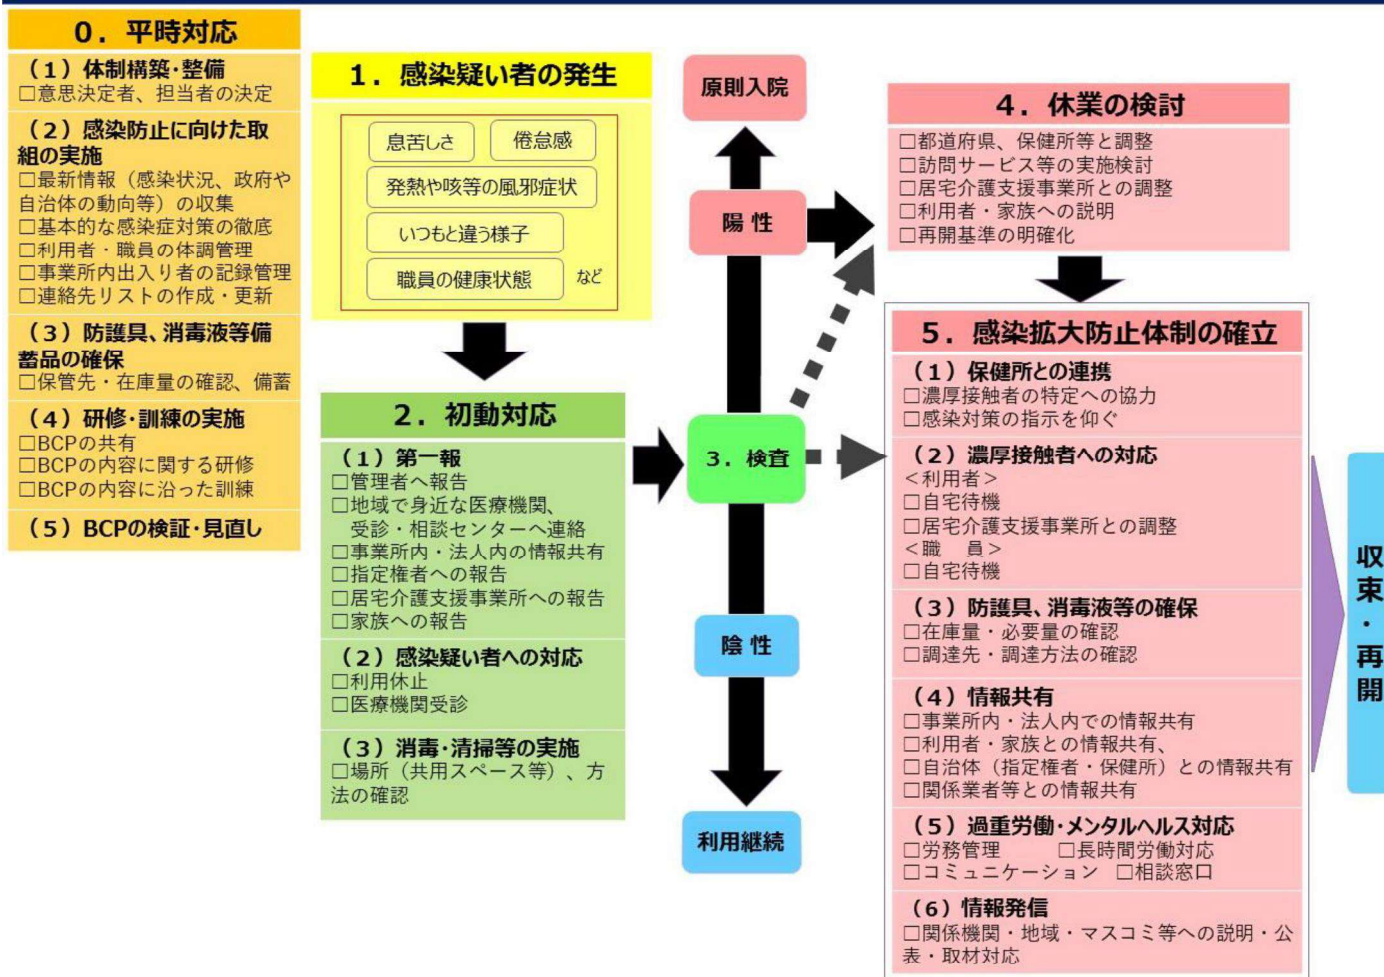 ０．平時対応
（１）体制構築・整備
□意思決定者、担当者の決定
（２）感染防止に向けた取
組の実施
□最新情報（感染状況、政府や
自治体の動向等）の収集
□基本的な感染症対策の徹底
□利用者・職員の体調管理
□事業所内出入り者の記録管理
□連絡先リストの作成・更新
（３）防護具、消毒液等備
蓄品の確保
□保管先・在庫量の確認、備蓄
（４）研修・訓練の実施
□BCPの共有
□BCPの内容に関する研修
□BCPの内容に沿った訓練
（５）BCPの検証・見直し
１．感染疑い者の発生
息苦しさ
倦怠感
発熱や咳等の風邪症状
いつもと違う様子
職員の健康状態
など
２．初動対応
（１）第一報
□管理者へ報告
□地域で身近な医療機関、
受診・相談センターへ連絡
□事業所内・法人内の情報共有
□指定権者への報告
□居宅介護支援事業所への報告
□家族への報告
（２）感染疑い者への対応
□利用休止
□医療機関受診
（３）消毒・清掃等の実施
□場所（共用スペース等）、方
法の確認
原則入院
陽 性
３．検査
陰 性
利用継続
４．休業の検討
□都道府県、保健所等と調整
□訪問サービス等の実施検討
□居宅介護支援事業所との調整
□利用者・家族への説明
□再開基準の明確化
５．感染拡大防止体制の確立
（１）保健所との連携
□濃厚接触者の特定への協力
□感染対策の指示を仰ぐ
（２）濃厚接触者への対応
＜利用者＞
□自宅待機
□居宅介護支援事業所との調整
＜職　員＞
□自宅待機
（３）防護具、消毒液等の確保
□在庫量・必要量の確認
□調達先・調達方法の確認
（４）情報共有
□事業所内・法人内での情報共有
□利用者・家族との情報共有、
□自治体（指定権者・保健所）との情報共有
□関係業者等との情報共有
（５）過重労働・メンタルヘルス対応
□労務管理　□長時間労働対応
□コミュニケーション　□相談窓口
（６）情報発信
□関係機関・地域・マスコミ等への説明・公
表・取材対応
収束・再開